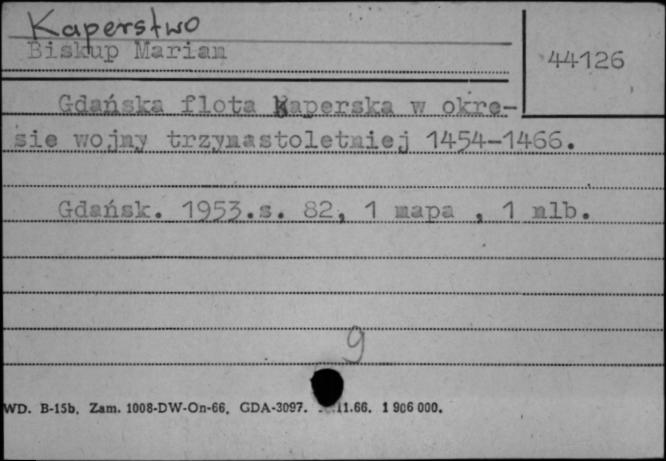 Kaperstwo
Biskup Marian
44126
Gdańska flota kaperska w okre-
sie wojny trzynastoletniej 1454-1466.
Gdańsk. 1953.s. 82, 1 mapa , 1 nlb.
9
WD. B-15b. Zam. 1008-DW-On-66. GDA-3097. 11.66. 1 906 000.